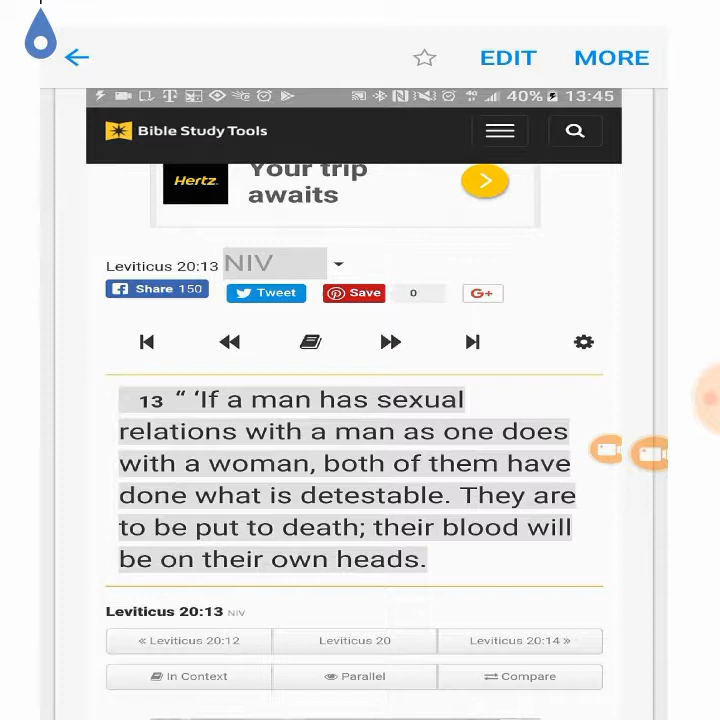 EDIT MORE
40% 13:45
Bible Study Tools
Hertz.
Your trip
awaits
Leviticus 20:13 NIV
Share 150 Tweet Save 0 G+
13 “ ‘If a man has sexual
relations with a man as one does
with a woman, both of them have
done what is detestable. They are
to be put to death; their blood will
be on their own heads.
Leviticus 20:13 NIV
« Leviticus 20:12 Leviticus 20 Leviticus 20:14 »
In Context Parallel Compare